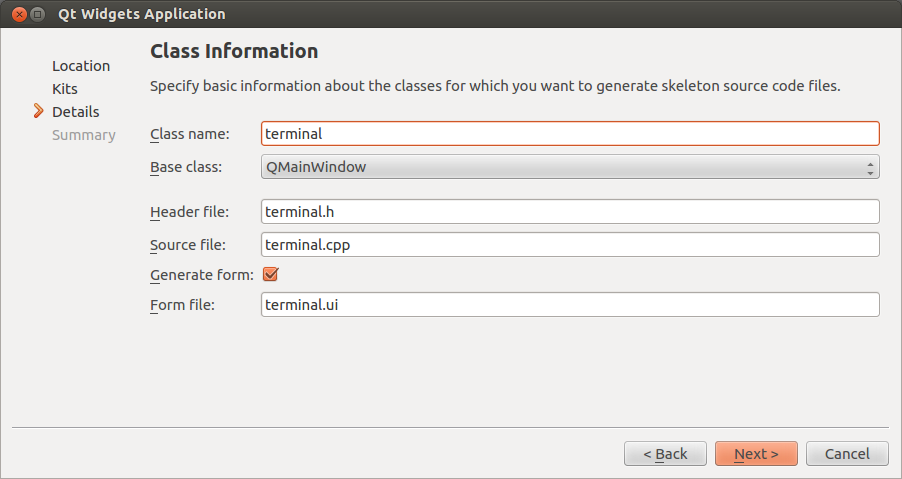 Qt Widgets Application
Location
Kits
Details
Summary
Class Information
Specify basic information about the classes for which you want to generate skeleton source code files.
Class name: terminal
Base class: QMainWindow
Header file: terminal.h
Source file: terminal.cpp
Generate form:
Form file: terminal.ui
< Back Next > Cancel